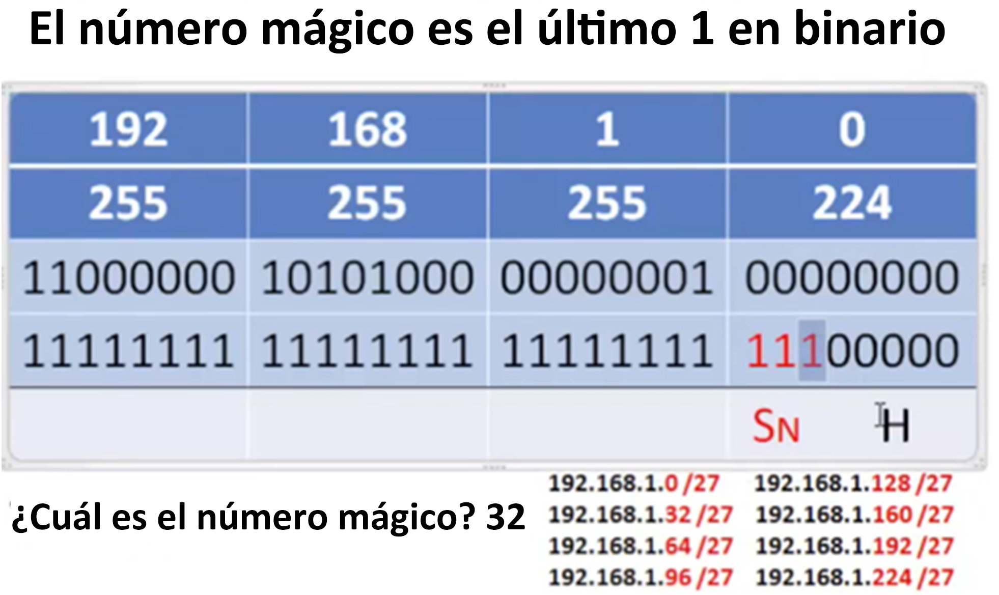 El número mágico es el último 1 en binario
192 168 1 0
255 255 255 224
11000000 10101000 00000001 00000000
11111111 11111111 11111111 11100000
SN H
¿Cuál es el número mágico? 32
192.168.1.0 /27 192.168.1.128 /27
192.168.1.32 /27 192.168.1.160 /27
192.168.1.64 /27 192.168.1.192 /27
192.168.1.96 /27 192.168.1.224 /27